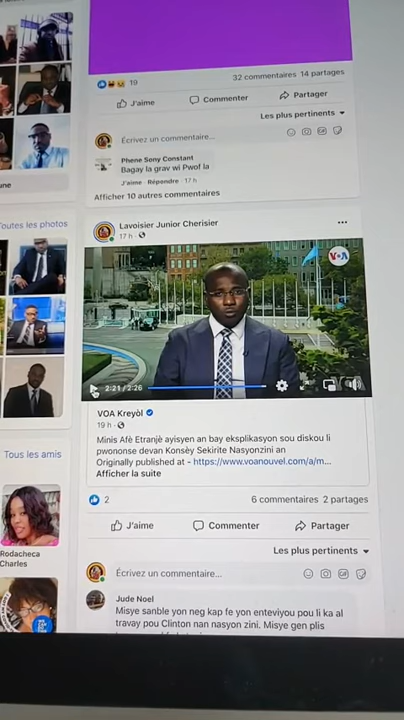 19
32 commentaires 14 partages
J'aime
Commenter
Partager
Les plus pertinents
Écrivez un commentaire...
Phene Seny Constant
Bagay la grav wi Pwof la
J'aime · Répondre · 17 h
Afficher 10 autres commentaires
Toutes les photos
Lavoisier Junior Cherisier
17 h
VOA
2:21 / 2:26
VOA Kreyòl
19 h
Minis Afè Etranjè ayisyen an bay eksplikasyon sou diskou li
pwononse devan Konsèy Sekirite Nasyonzini an
Originally published at - https://www.voanouvel.com/a/m...
Afficher la suite
Tous les amis
2
6 commentaires 2 partages
J'aime
Commenter
Partager
Les plus pertinents
Rodacheca
Charles
Écrivez un commentaire...
Jude Noel
Misye sanble yon neg kap fe yon enteviyou pou li ka al
travay pou Clinton nan nasyon zini. Misye gen plis